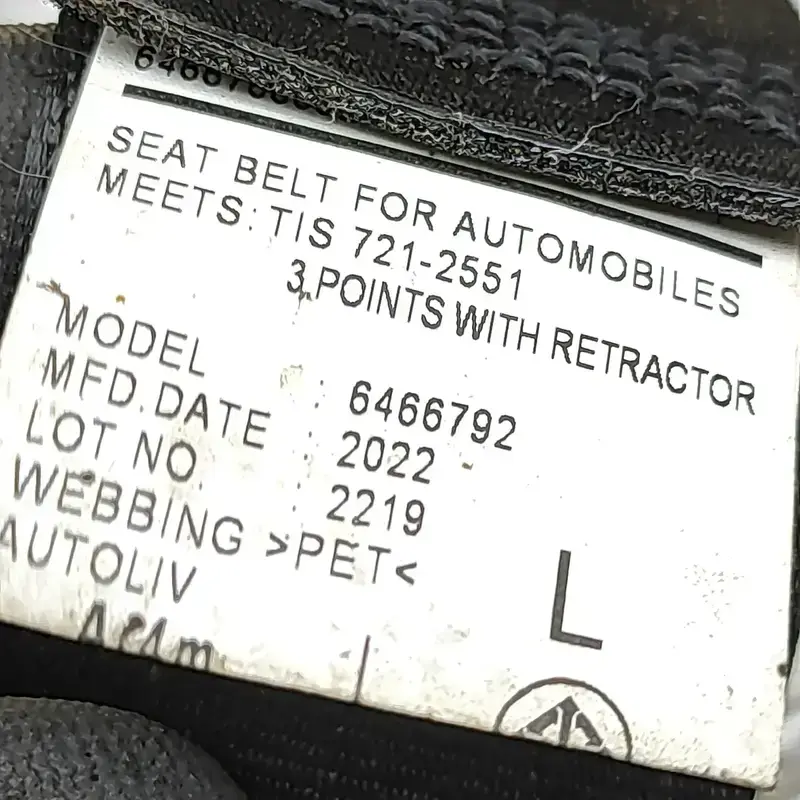 SEAT BELT FOR AUTOMOBILES
MEETS: TIS 721-2551
3 POINTS WITH RETRACTOR
MODEL : 6466792
MFD.DATE : 2022
LOT NO. : 2219
WEBBING >PET<
AUTOLIV
L